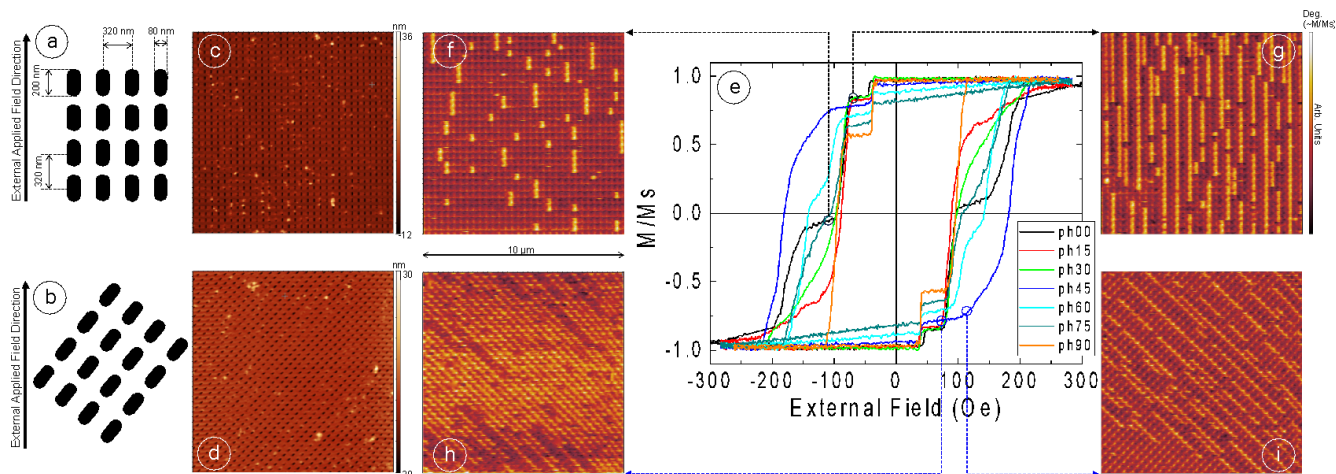 a
External Applied Field Direction
320 nm
80 nm
200 nm
320 nm
c
nm
36
-12
f
e
M/Ms
1.0
0.5
0.0
-0.5
-1.0
-300
-200
-100
0
100
200
300
External Field (Oe)
ph00
ph15
ph30
ph45
ph60
ph75
ph90
g
Deg.
(~M/Ms)
Arb. Units
b
External Applied Field Direction
d
nm
30
10 µm
h
i